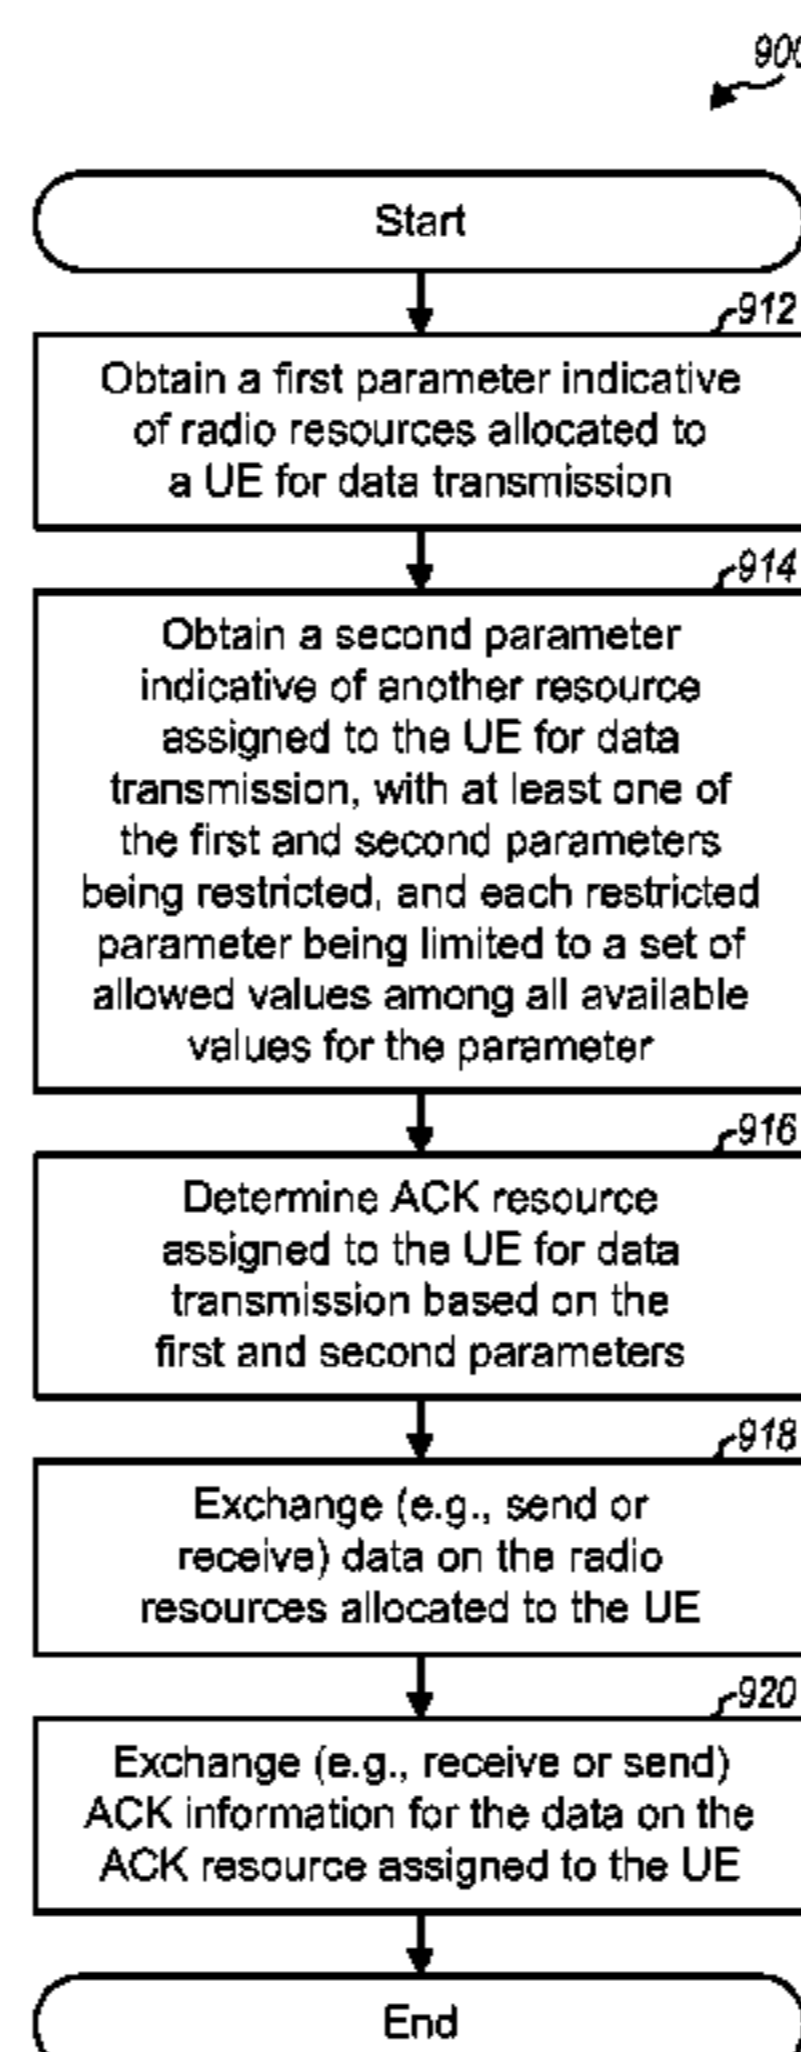 900
Start
912
Obtain a first parameter indicative
of radio resources allocated to
a UE for data transmission
914
Obtain a second parameter
indicative of another resource
assigned to the UE for data
transmission, with at least one of
the first and second parameters
being restricted, and each restricted
parameter being limited to a set of
allowed values among all available
values for the parameter
916
Determine ACK resource
assigned to the UE for data
transmission based on the
first and second parameters
918
Exchange (e.g., send or
receive) data on the radio
resources allocated to the UE
920
Exchange (e.g., receive or send)
ACK information for the data on the
ACK resource assigned to the UE
End